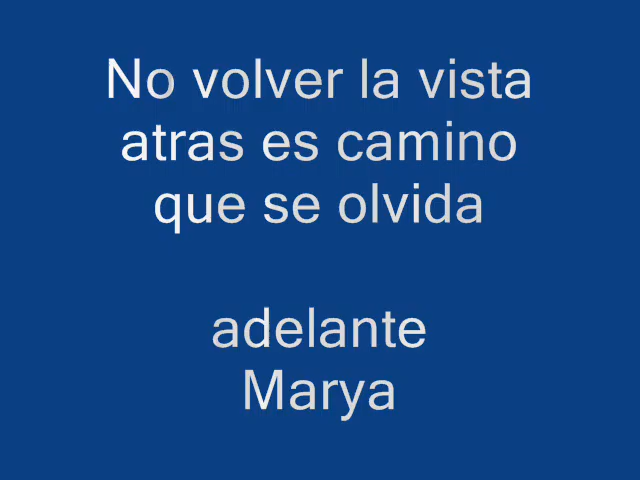 No volver la vista
atras es camino
que se olvida
adelante
Marya